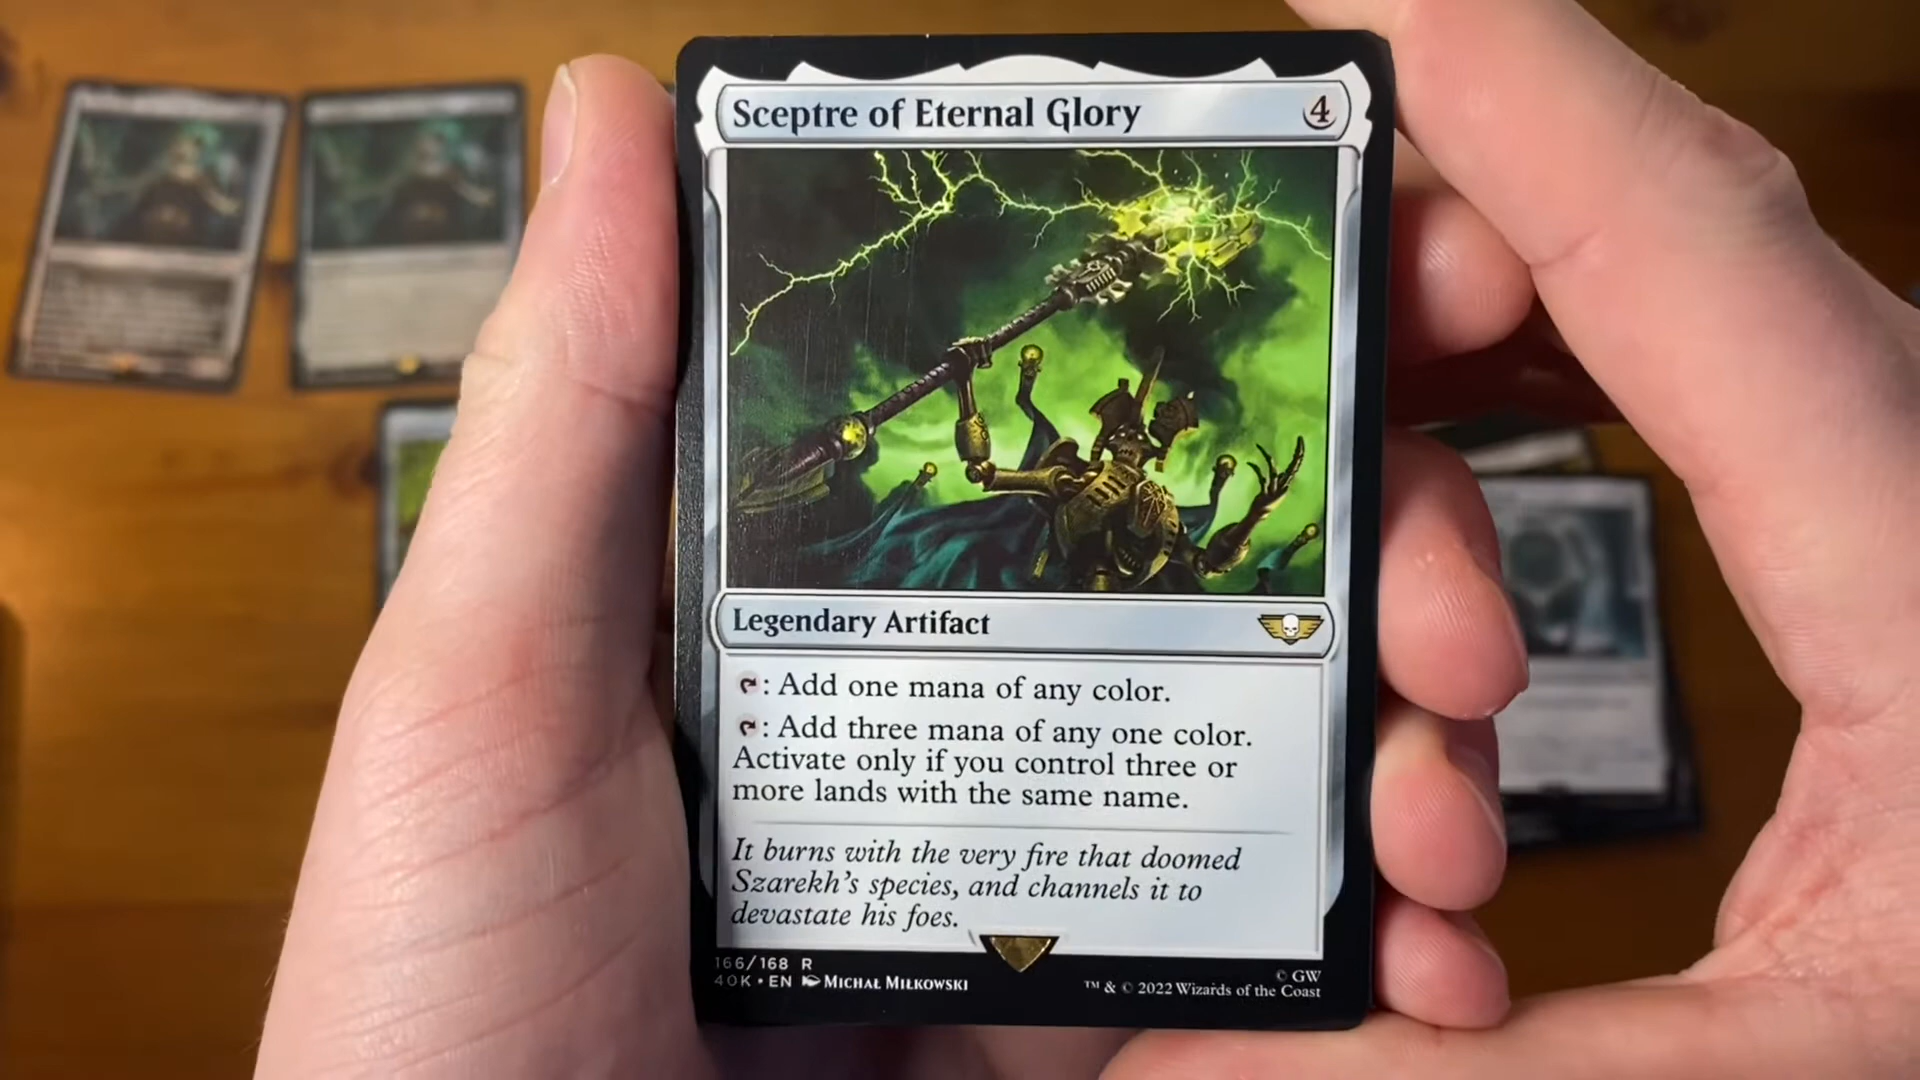 Sceptre of Eternal Glory 4
Legendary Artifact
: Add one mana of any color.
: Add three mana of any one color.
Activate only if you control three or
more lands with the same name.
It burns with the very fire that doomed
Szarekh's species, and channels it to
devastate his foes.
166/168 R
40K • EN MICHAŁ MIŁKOWSKI
© GW
™ & © 2022 Wizards of the Coast